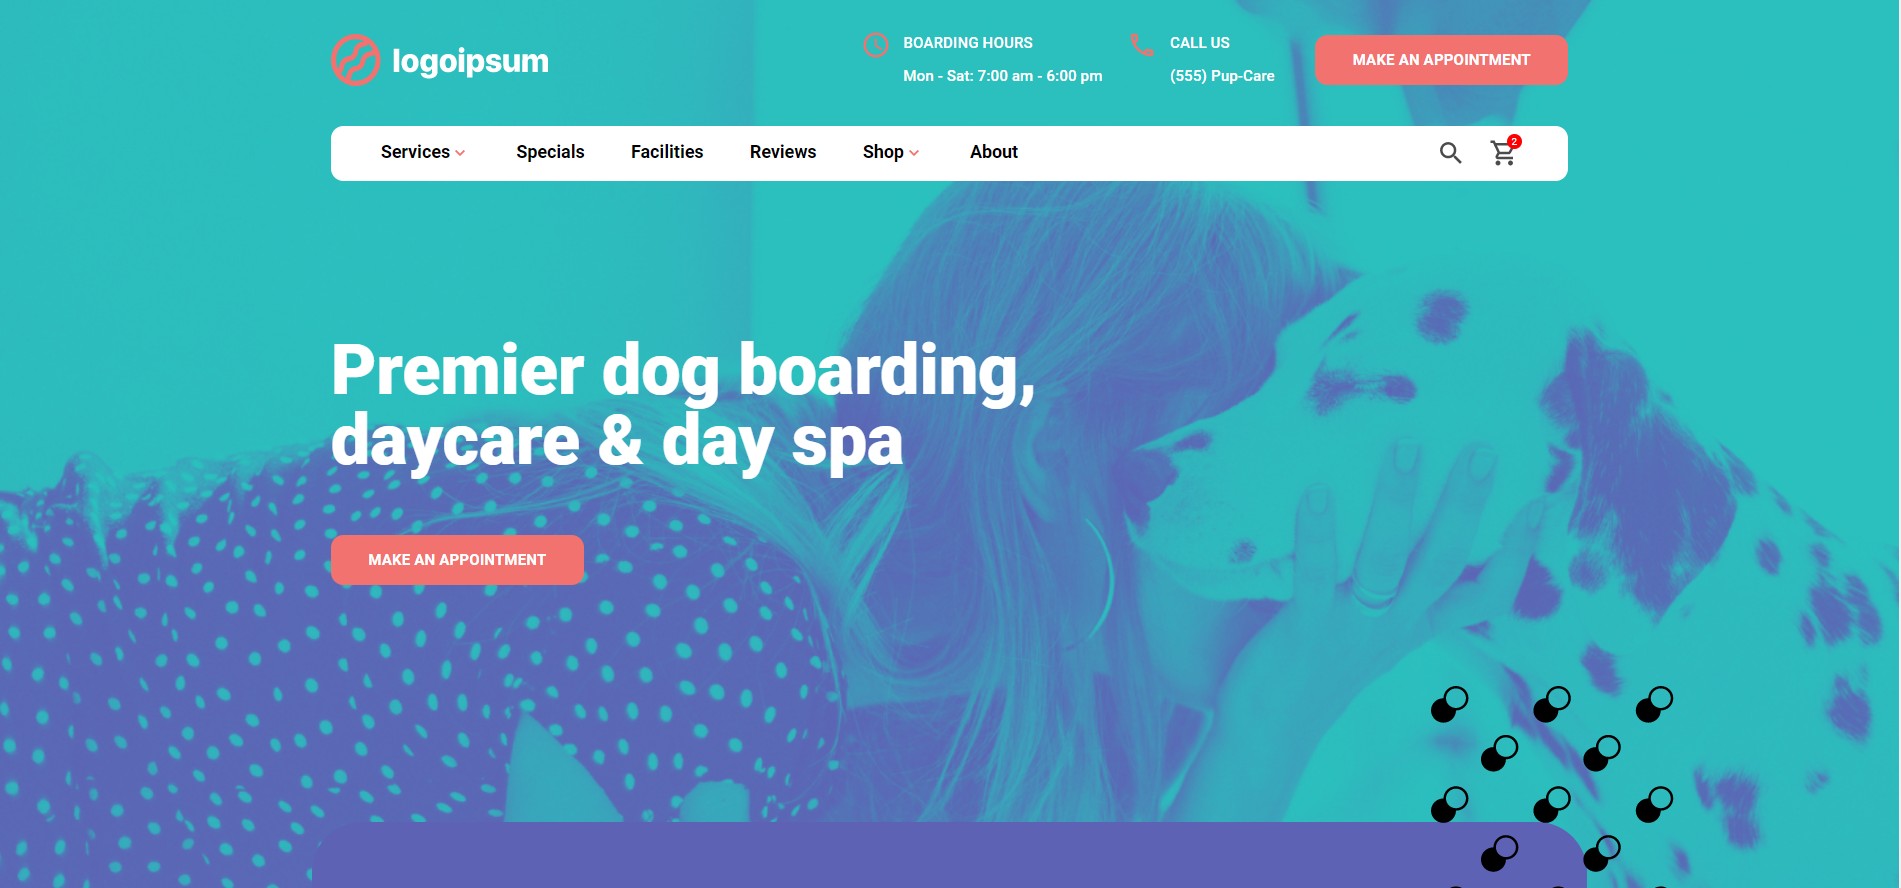 logoipsum
BOARDING HOURS
Mon - Sat: 7:00 am - 6:00 pm
CALL US
(555) Pup-Care
MAKE AN APPOINTMENT
Services
Specials
Facilities
Reviews
Shop
About
2
Premier dog boarding,
daycare & day spa
MAKE AN APPOINTMENT